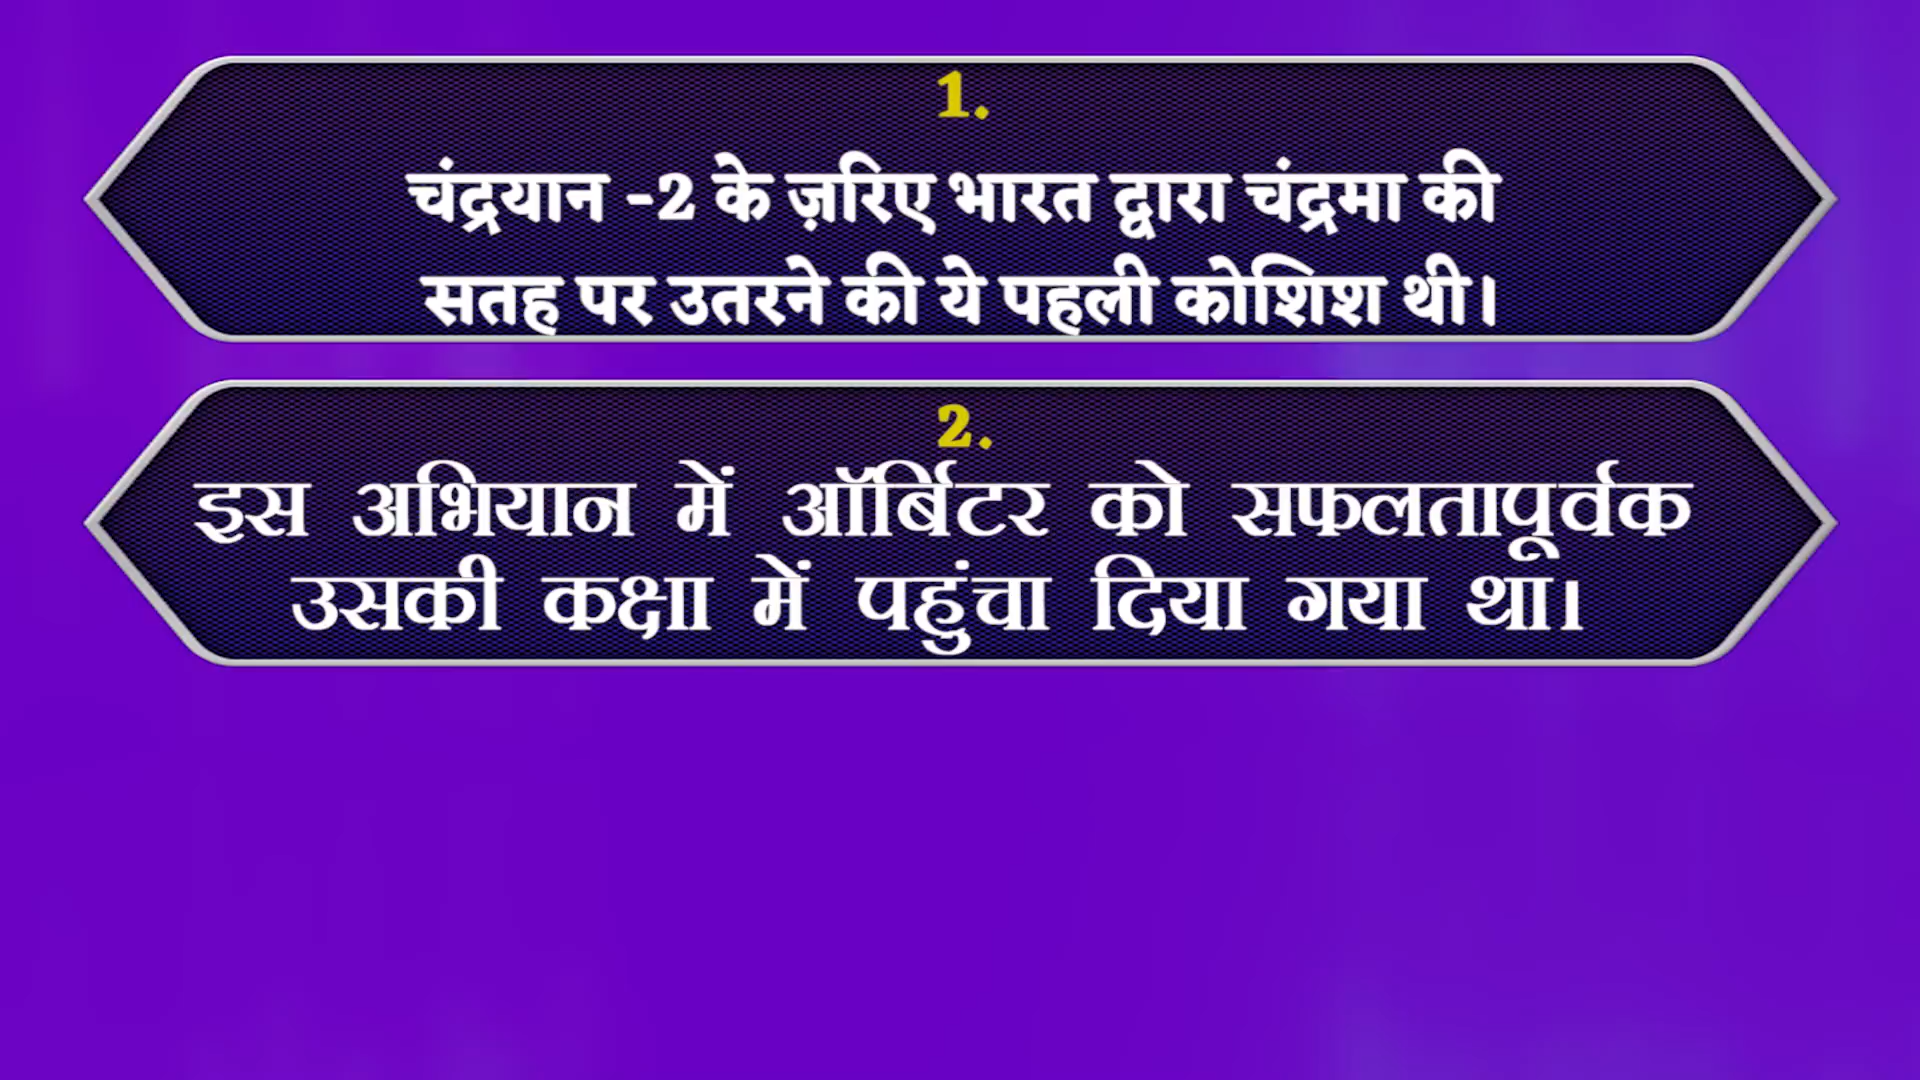 1.
चंद्रयान -2 के ज़रिए भारत द्वारा चंद्रमा की
सतह पर उतरने की ये पहली कोशिश थी।
2.
इस अभियान में ऑर्बिटर को सफलतापूर्वक
उसकी कक्षा में पहुंचा दिया गया था।